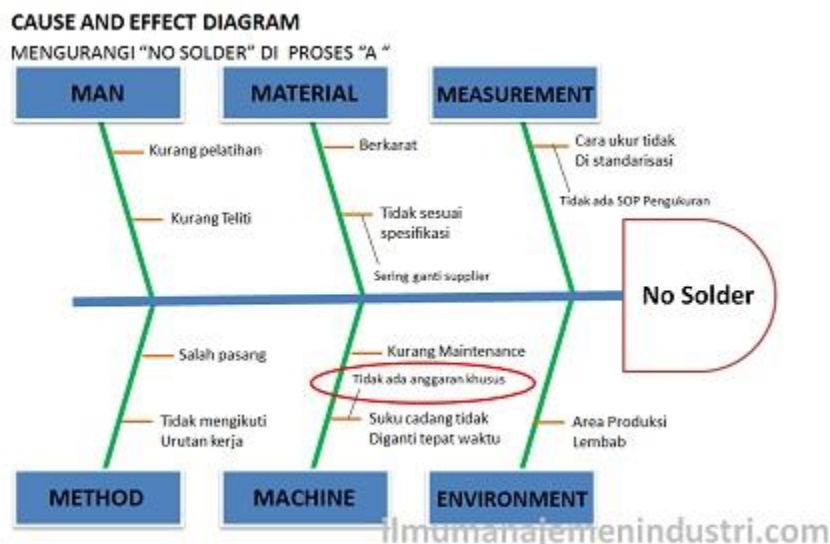 CAUSE AND EFFECT DIAGRAM
MENGURANGI “NO SOLDER” DI PROSES “A “
MAN
MATERIAL
MEASUREMENT
Kurang pelatihan
Kurang Teliti
Berkarat
Tidak sesuai
spesifikasi
Sering ganti supplier
Cara ukur tidak
Di standarisasi
Tidak ada SOP Pengukuran
No Solder
Salah pasang
Tidak mengikuti
Urutan kerja
Kurang Maintenance
Tidak ada anggaran khusus
Suku cadang tidak
Diganti tepat waktu
Area Produksi
Lembab
METHOD
MACHINE
ENVIRONMENT
ilmumanajemenindustri.com